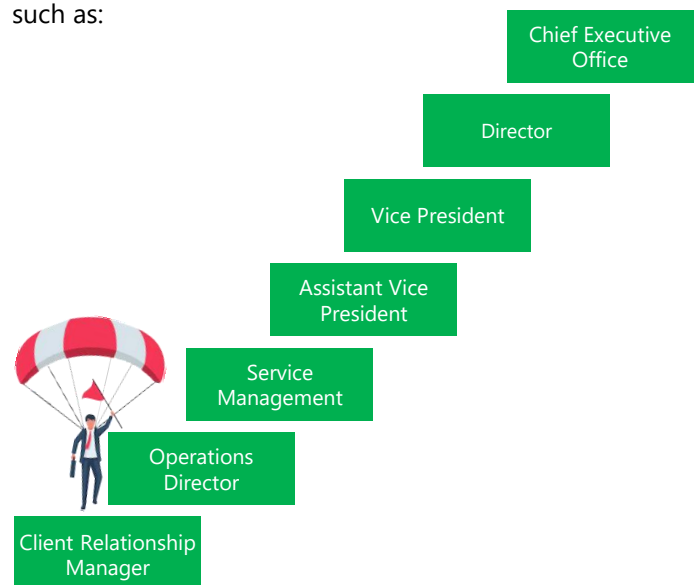 such as:
Chief Executive
Office
Director
Vice President
Assistant Vice
President
Service
Management
Operations
Director
Client Relationship
Manager